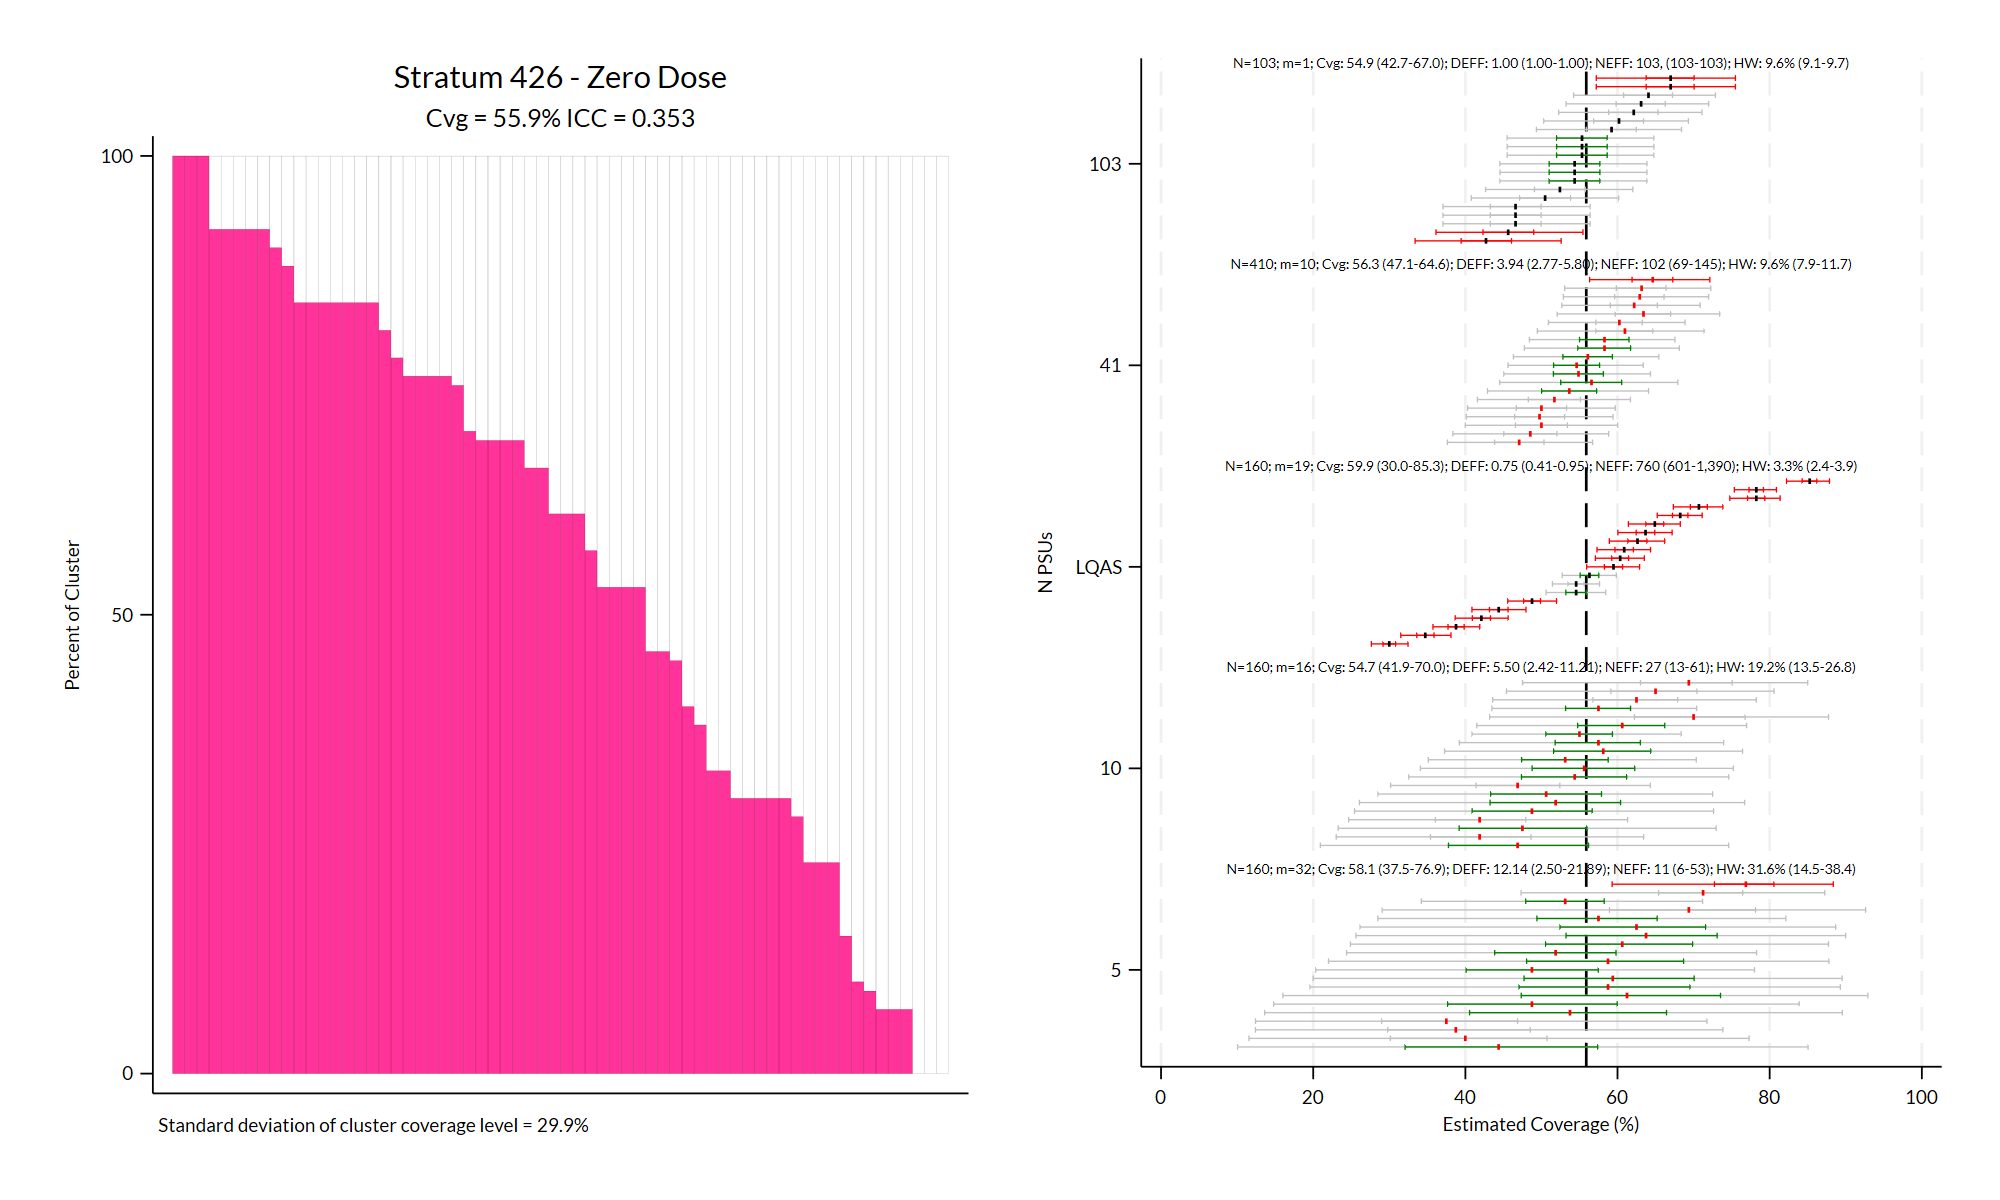 Stratum 426 - Zero Dose
Cvg = 55.9% ICC = 0.353
100
50
0
Percent of Cluster
Standard deviation of cluster coverage level = 29.9%
N=103; m=1; Cvg: 54.9 (42.7-67.0); DEFF: 1.00 (1.00-1.00); NEFF: 103, (103-103); HW: 9.6% (9.1-9.7)
103
N=410; m=10; Cvg: 56.3 (47.1-64.6); DEFF: 3.94 (2.77-5.80); NEFF: 102 (69-145); HW: 9.6% (7.9-11.7)
41
N=160; m=19; Cvg: 59.9 (30.0-85.3); DEFF: 0.75 (0.41-0.95); NEFF: 760 (601-1,390); HW: 3.3% (2.4-3.9)
LQAS
N=160; m=16; Cvg: 54.7 (41.9-70.0); DEFF: 5.50 (2.42-11.21); NEFF: 27 (13-61); HW: 19.2% (13.5-26.8)
10
N=160; m=32; Cvg: 58.1 (37.5-76.9); DEFF: 12.14 (2.50-21.89); NEFF: 11 (6-53); HW: 31.6% (14.5-38.4)
5
N PSUs
0 20 40 60 80 100
Estimated Coverage (%)